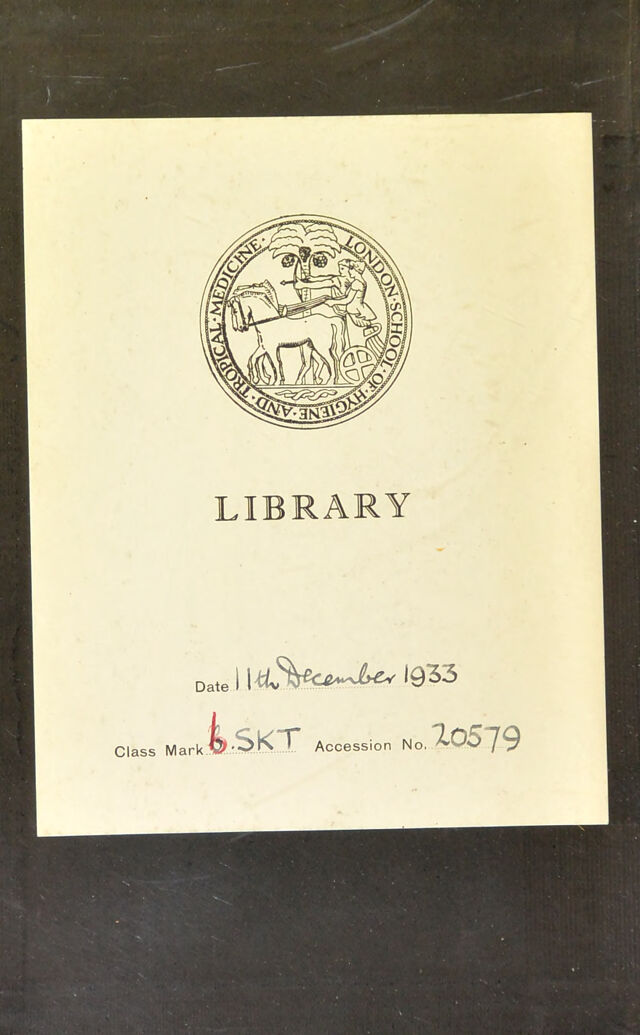 LONDON·SCHOOL·OF·HYGIENE·AND·TROPICAL·MEDICINE·
LIBRARY
Date 11th December 1933
Class Mark b.SKT Accession No. 20579